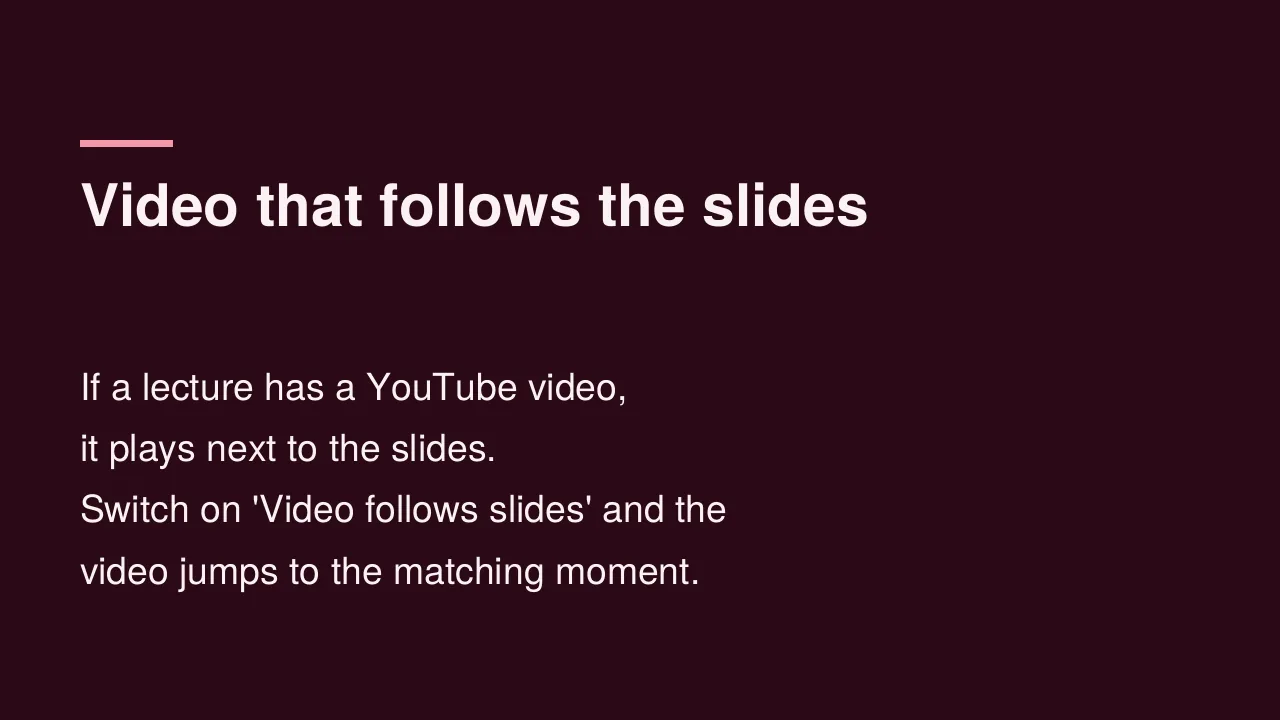 Video that follows the slides
If a lecture has a YouTube video,
it plays next to the slides.
Switch on 'Video follows slides' and the
video jumps to the matching moment.